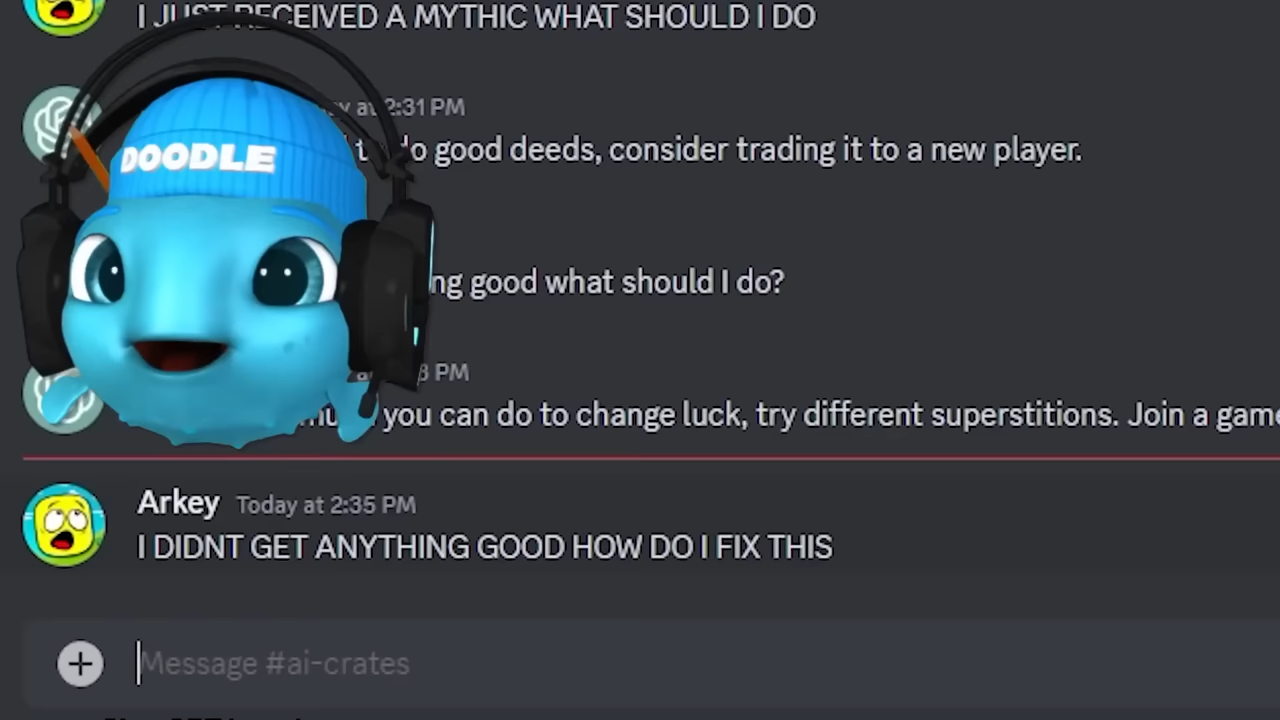 I JUST RECEIVED A MYTHIC WHAT SHOULD I DO
at 2:31 PM
DOODLE
do good deeds, consider trading it to a new player.
good what should I do?
PM
you can do to change luck, try different superstitions. Join a game
Arkey Today at 2:35 PM
I DIDNT GET ANYTHING GOOD HOW DO I FIX THIS
Message #ai-crates